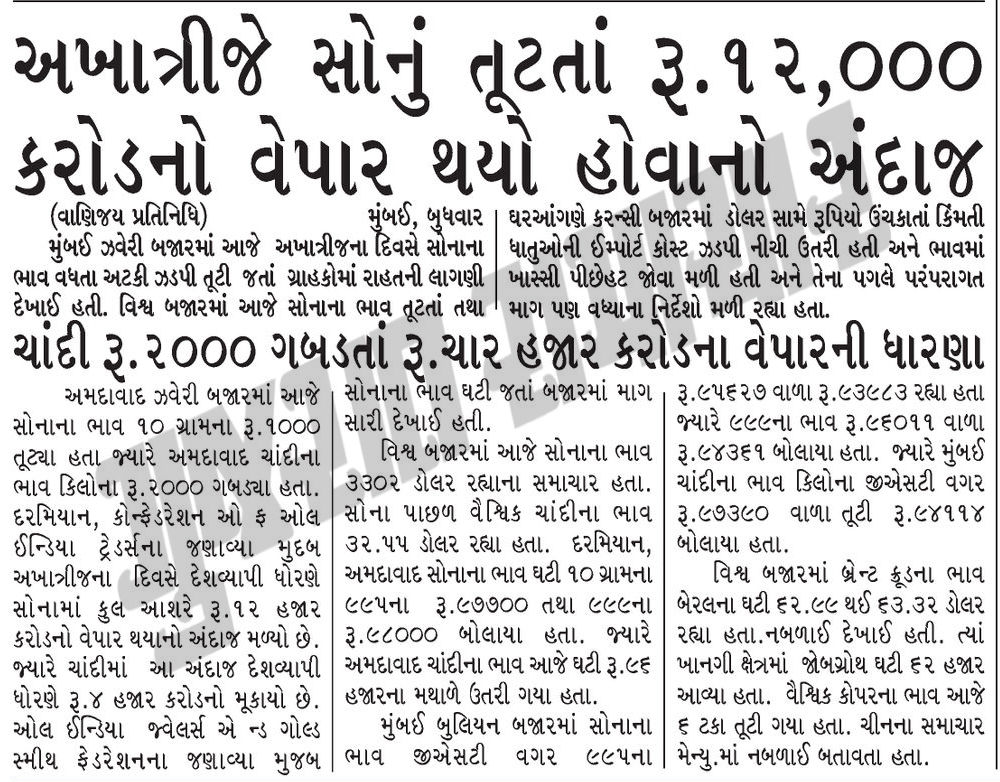 અખાત્રીજે સોનું તૂટતાં રૂ.૧૨,૦૦૦
કરોડનો વેપાર થયો હોવાનો અંદાજ
(વાણિજય પ્રતિનિધિ) મુંબઈ, બુધવાર
મુંબઈ ઝવેરી બજારમાં આજે અખાત્રીજના દિવસે સોનાના
ભાવ વધતા અટકી ઝડપી તૂટી જતાં ગ્રાહકોમાં રાહતની લાગણી
દેખાઈ હતી. વિશ્વ બજારમાં આજે સોનાના ભાવ તૂટતાં તથા
ઘરઆંગણે કરન્સી બજારમાં ડોલર સામે રૂપિયો ઉંચકાતાં કિંમતી
ધાતુઓની ઈમ્પોર્ટ કોસ્ટ ઝડપી નીચી ઉતરી હતી અને ભાવમાં
ખાસ્સી પીછેહટ જોવા મળી હતી અને તેના પગલે પરંપરાગત
માગ પણ વધ્યાના નિર્દેશો મળી રહ્યા હતા.
ચાંદી રૂ.૨૦૦૦ ગબડતાં રૂ.ચાર હજાર કરોડના વેપારની ધારણા
અમદાવાદ ઝવેરી બજારમાં આજે
સોનાના ભાવ ૧૦ ગ્રામના રૂ.૧૦૦૦
તૂટ્યા હતા જ્યારે અમદાવાદ ચાંદીના
ભાવ કિલોના રૂ.૨૦૦૦ ગબડ્યા હતા.
દરમિયાન, કોન્ફેડરેશન ઓ ફ ઓલ
ઈન્ડિયા ટ્રેડર્સના જણાવ્યા મુદબ
અખાત્રીજના દિવસે દેશવ્યાપી ધોરણે
સોનામાં કુલ આશરે રૂ.૧૨ હજાર
કરોડનો વેપાર થયાનો અંદાજ મળ્યો છે.
જ્યારે ચાંદીમાં આ અંદાજ દેશવ્યાપી
ધોરણે રૂ.૪ હજાર કરોડનો મૂકાયો છે.
ઓલ ઈન્ડિયા જ્વેલર્સ એ ન્ડ ગોલ્ડ
સ્મીથ ફેડરેશનના જણાવ્યા મુજબ
સોનાના ભાવ ઘટી જતાં બજારમાં માગ
સારી દેખાઈ હતી.
વિશ્વ બજારમાં આજે સોનાના ભાવ
૩૩૦૨ ડોલર રહ્યાના સમાચાર હતા.
સોના પાછળ વૈશ્વિક ચાંદીના ભાવ
૩૨.૫૫ ડોલર રહ્યા હતા. દરમિયાન,
અમદાવાદ સોનાના ભાવ ઘટી ૧૦ ગ્રામના
૯૯૫ના રૂ.૯૭૭૦૦ તથા ૯૯૯ના
રૂ.૯૮૦૦૦ બોલાયા હતા. જ્યારે
અમદાવાદ ચાંદીના ભાવ આજે ઘટી રૂ.૯૬
હજારના મથાળે ઉતરી ગયા હતા.
મુંબઈ બુલિયન બજારમાં સોનાના
ભાવ જીએસટી વગર ૯૯૫ના
રૂ.૯૫૬૨૭ વાળા રૂ.૯૩૯૮૩ રહ્યા હતા
જ્યારે ૯૯૯ના ભાવ રૂ.૯૬૦૧૧ વાળા
રૂ.૯૪૩૬૧ બોલાયા હતા. જ્યારે મુંબઈ
ચાંદીના ભાવ કિલોના જીએસટી વગર
રૂ.૯૭૩૯૦ વાળા તૂટી રૂ.૯૪૧૧૪
બોલાયા હતા.
વિશ્વ બજારમાં બ્રેન્ટ ક્રૂડના ભાવ
બેરલના ઘટી ૬૨.૯૯ થઈ ૬૩.૩૨ ડોલર
રહ્યા હતા.નબળાઈ દેખાઈ હતી. ત્યાં
ખાનગી ક્ષેત્રમાં જોબગ્રોથ ઘટી ૬૨ હજાર
આવ્યા હતા. વૈશ્વિક કોપરના ભાવ આજે
૬ ટકા તૂટી ગયા હતા. ચીનના સમાચાર
મેન્યુ.માં નબળાઈ બતાવતા હતા.
ગુજરાત સમાચાર